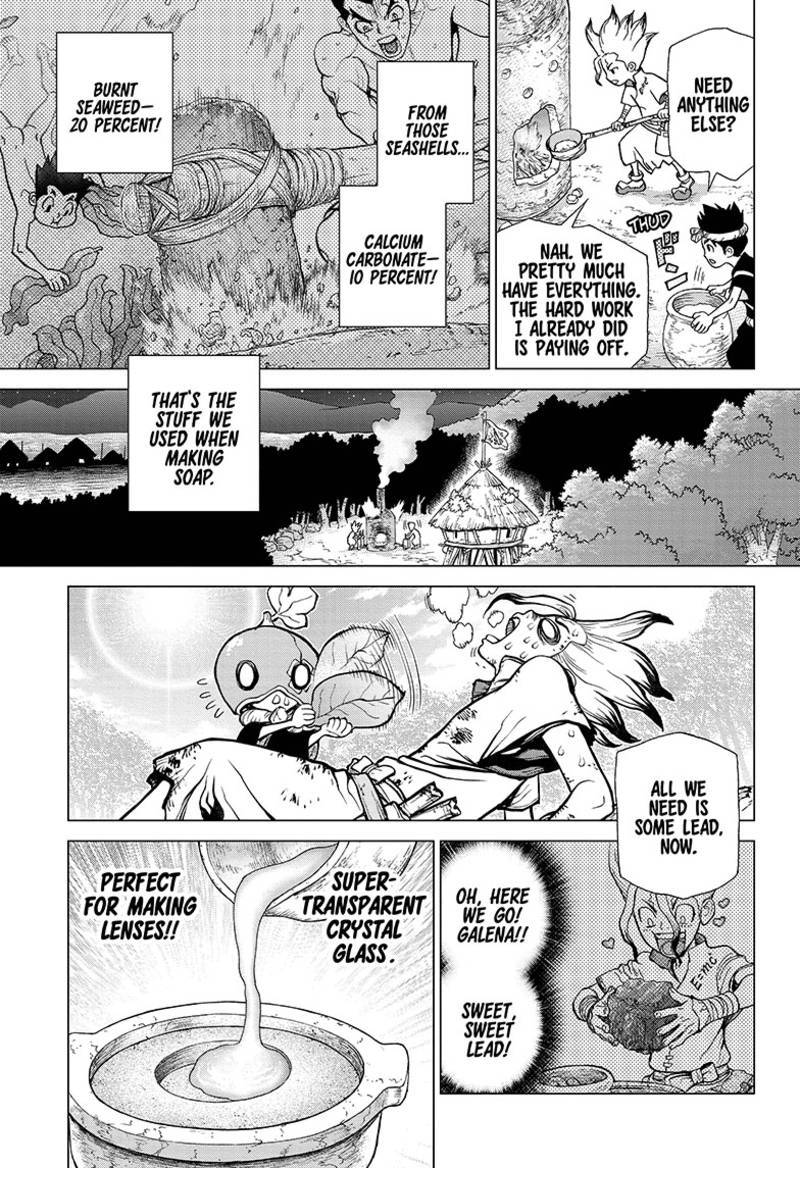 NEED
ANYTHING
ELSE?
THUD
ドン
NAH. WE
PRETTY MUCH
HAVE EVERYTHING.
THE HARD WORK
I ALREADY DID
IS PAYING OFF.
FROM
THOSE
SEASHELLS...
CALCIUM
CARBONATE—
10 PERCENT!
BURNT
SEAWEED—
20 PERCENT!
THAT'S THE
STUFF WE
USED WHEN
MAKING
SOAP.
ALL WE
NEED IS
SOME LEAD,
NOW.
OH, HERE
WE GO!
GALENA!!
SWEET,
SWEET
LEAD!
E=mc²
SUPER-
TRANSPARENT
CRYSTAL
GLASS.
PERFECT
FOR MAKING
LENSES!!